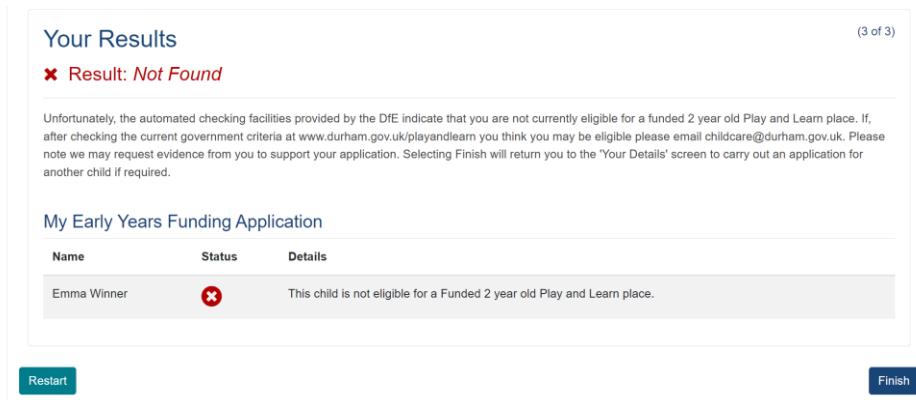 Your Results
(3 of 3)
✖ Result: Not Found
Unfortunately, the automated checking facilities provided by the DfE indicate that you are not currently eligible for a funded 2 year old Play and Learn place. If,
after checking the current government criteria at www.durham.gov.uk/playandlearn you think you may be eligible please email childcare@durham.gov.uk. Please
note we may request evidence from you to support your application. Selecting Finish will return you to the 'Your Details' screen to carry out an application for
another child if required.
My Early Years Funding Application
Name Status Details
Emma Winner This child is not eligible for a Funded 2 year old Play and Learn place.
Restart Finish